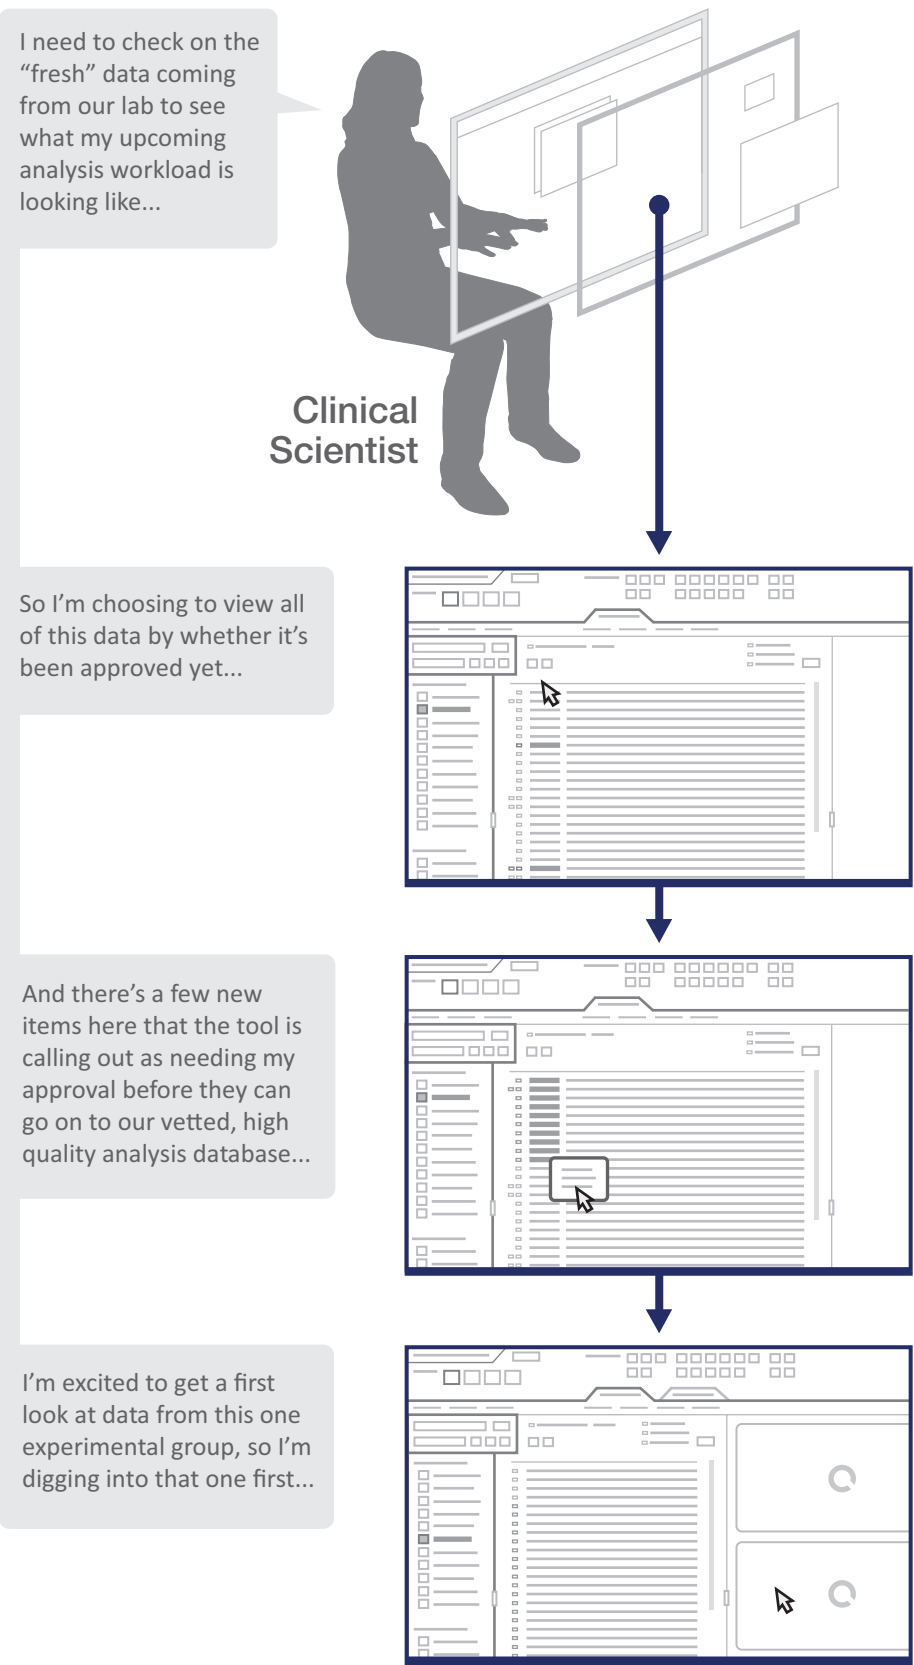 I need to check on the
“fresh” data coming
from our lab to see
what my upcoming
analysis workload is
looking like...
Clinical
Scientist
So I’m choosing to view all
of this data by whether it’s
been approved yet...
And there’s a few new
items here that the tool is
calling out as needing my
approval before they can
go on to our vetted, high
quality analysis database...
I’m excited to get a first
look at data from this one
experimental group, so I’m
digging into that one first...